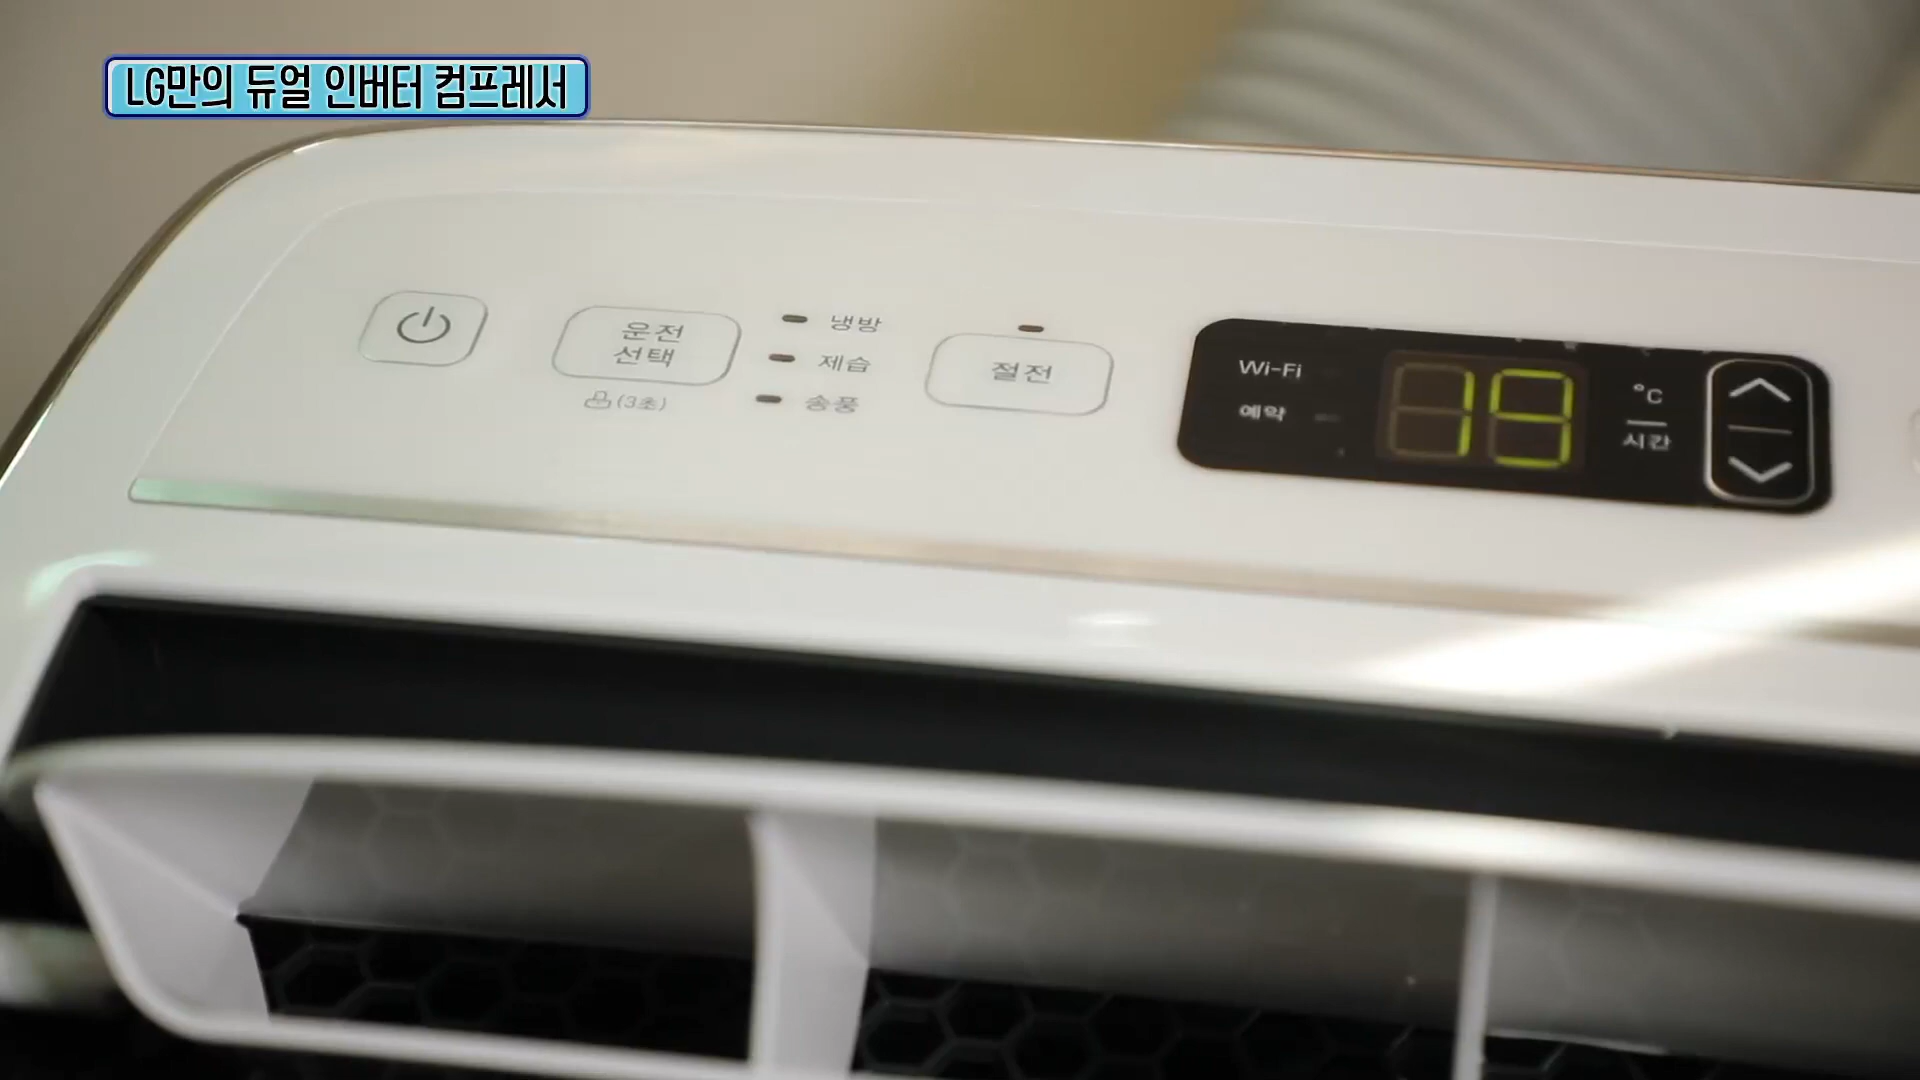 LG만의 듀얼 인버터 컴프레서
운전
선택
(3초)
냉방
제습
송풍
절전
Wi-Fi
예약
19
°C
시간